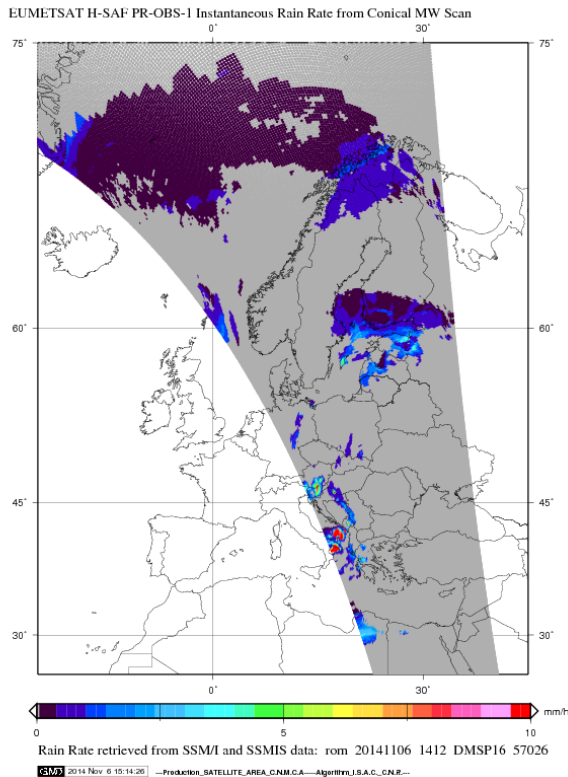 EUMETSAT H-SAF PR-OBS-1 Instantaneous Rain Rate from Conical MW Scan
0° 30°
75° 75°
60° 60°
45° 45°
30° 30°
0° 30°
mm/h
0 5 10
Rain Rate retrieved from SSM/I and SSMIS data: rom 20141106 1412 DMSP16 57026
GMD 2014 Nov 6 15:14:26 —Production_SATELLITE_AREA_C.N.M.C.A-----Algorithm_I.S.A.C._C.N.R.---